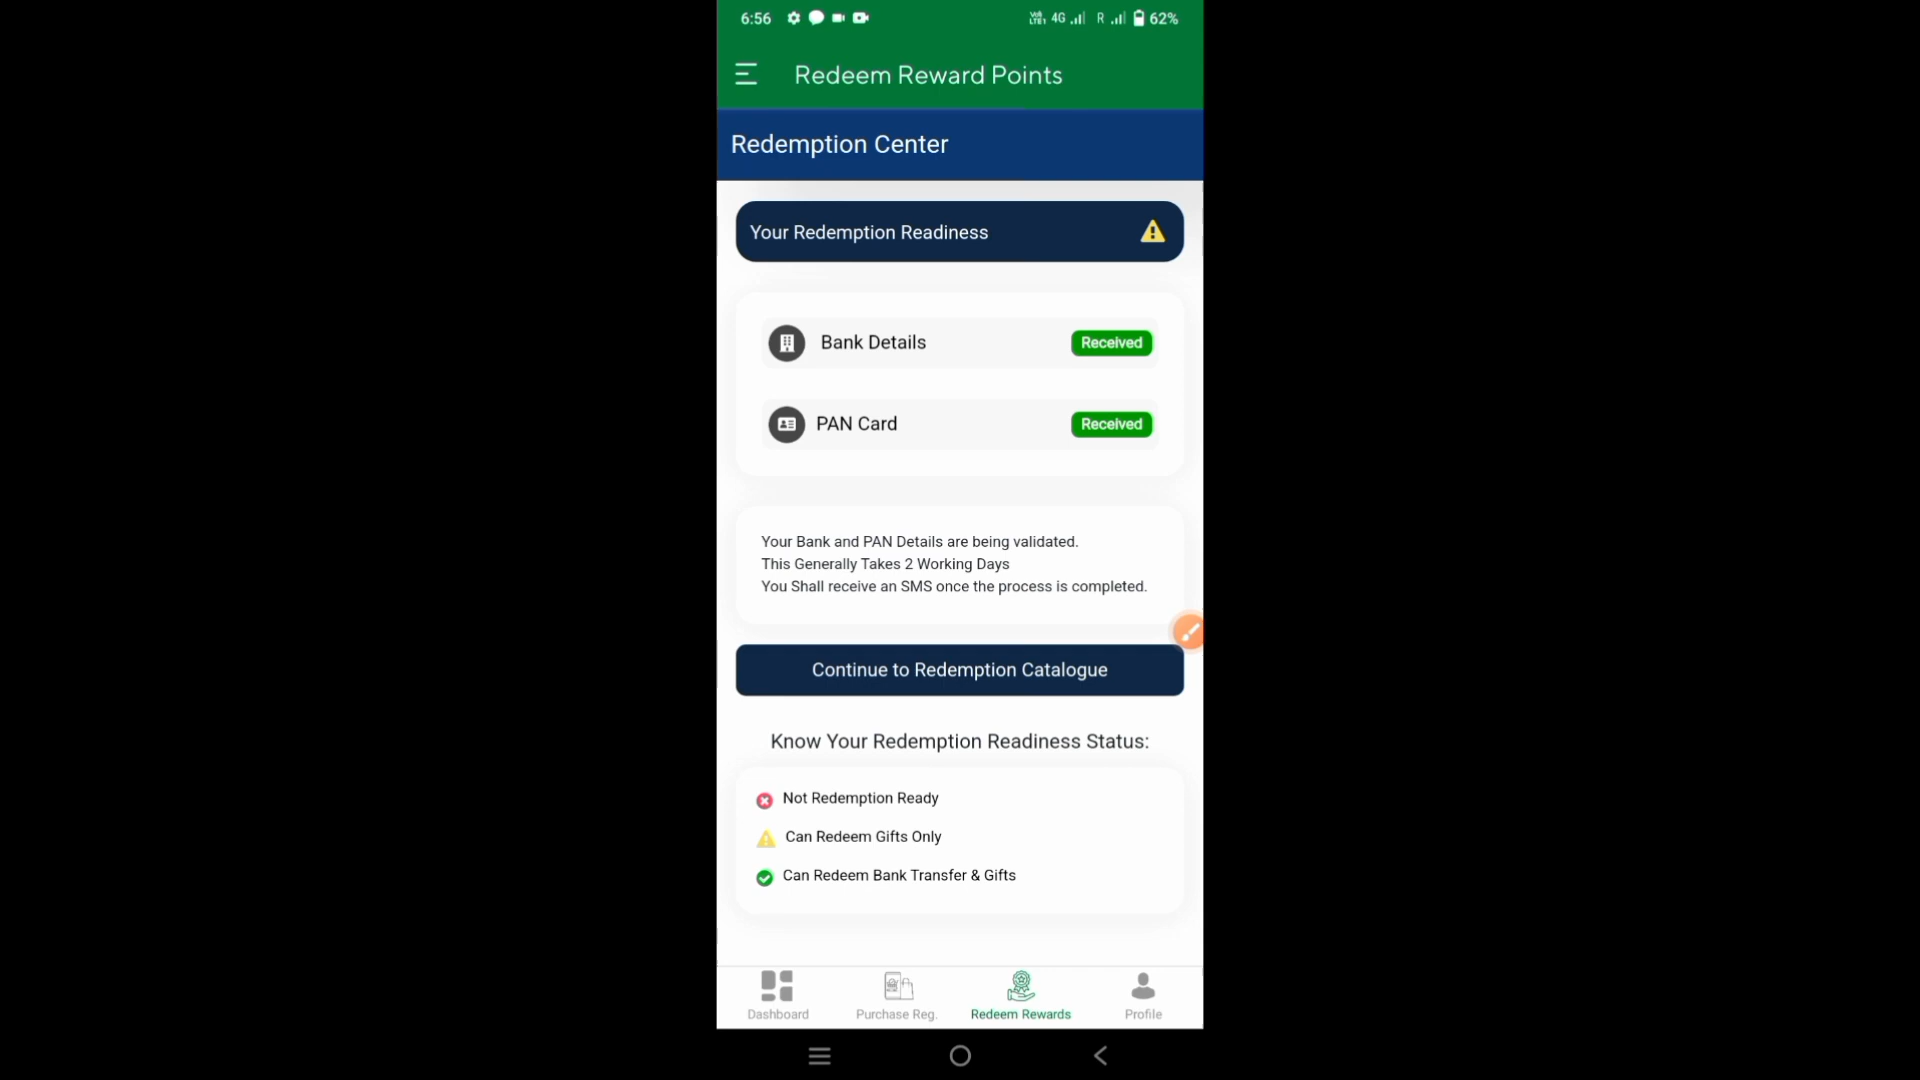 6:56 4G R 62%
Redeem Reward Points
Redemption Center
Your Redemption Readiness
Bank Details Received
PAN Card Received
Your Bank and PAN Details are being validated.
This Generally Takes 2 Working Days
You Shall receive an SMS once the process is completed.
Continue to Redemption Catalogue
Know Your Redemption Readiness Status:
Not Redemption Ready
Can Redeem Gifts Only
Can Redeem Bank Transfer & Gifts
Dashboard Purchase Reg. Redeem Rewards Profile